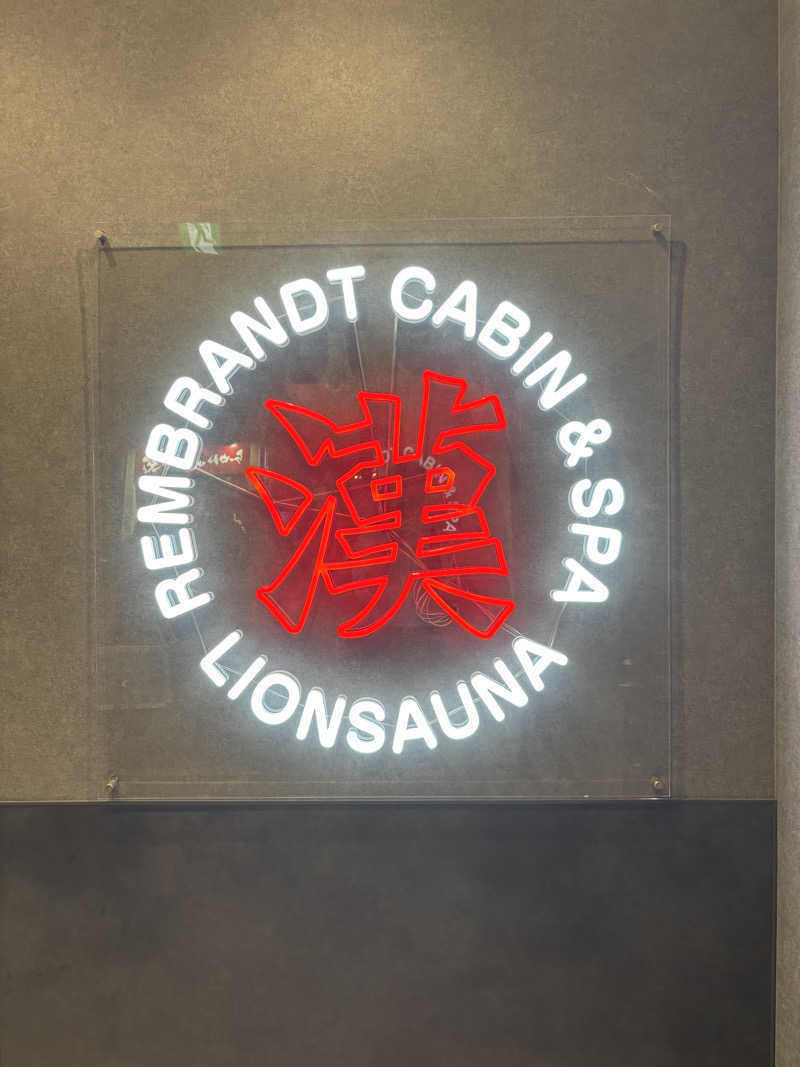 REMBRANDT CABIN & SPA
漢
LIONSAUNA